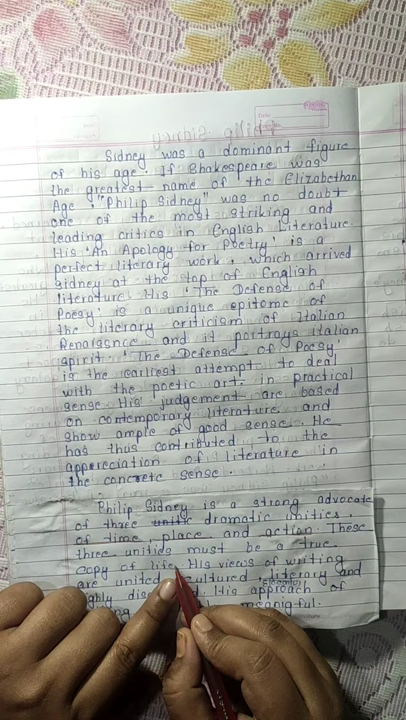 Sidney was a dominant figure
of his age. If Shakespeare was
the greatest name of the Elizabethan
Age, "Philip Sidney" was no doubt
one of the most striking and
leading critics in English Literature.
His 'An Apology for Poetry' is a
perfect literary work, which arrived
Sidney at the top of English
literature. His 'The Defense of
Poesy' is a unique epitome of
the literary criticism of Italian
Renaissnce and it portrays Italian
spirit. 'The Defense of Poesy'
is the earliest attempt to deal
with the poetic art. in practical
sense. His judgement are based
on contemporary literature. and
show ample of good sense. He
has thus contributed to the
appreciation of literature in
the concrete sense.
Philip Sidney is a strong advocate
of three dramatic unities,
of time, place and action. These
three unities must be a true
copy of life. His views of writing
are united cultured literary and
highly His approach of
meanigful.